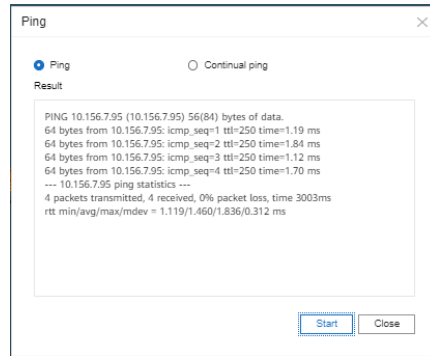 Ping
Ping
Continual ping
Result
PING 10.156.7.95 (10.156.7.95) 56(84) bytes of data.
64 bytes from 10.156.7.95: icmp_seq=1 ttl=250 time=1.19 ms
64 bytes from 10.156.7.95: icmp_seq=2 ttl=250 time=1.84 ms
64 bytes from 10.156.7.95: icmp_seq=3 ttl=250 time=1.12 ms
64 bytes from 10.156.7.95: icmp_seq=4 ttl=250 time=1.70 ms
--- 10.156.7.95 ping statistics ---
4 packets transmitted, 4 received, 0% packet loss, time 3003ms
rtt min/avg/max/mdev = 1.119/1.460/1.836/0.312 ms
Start
Close